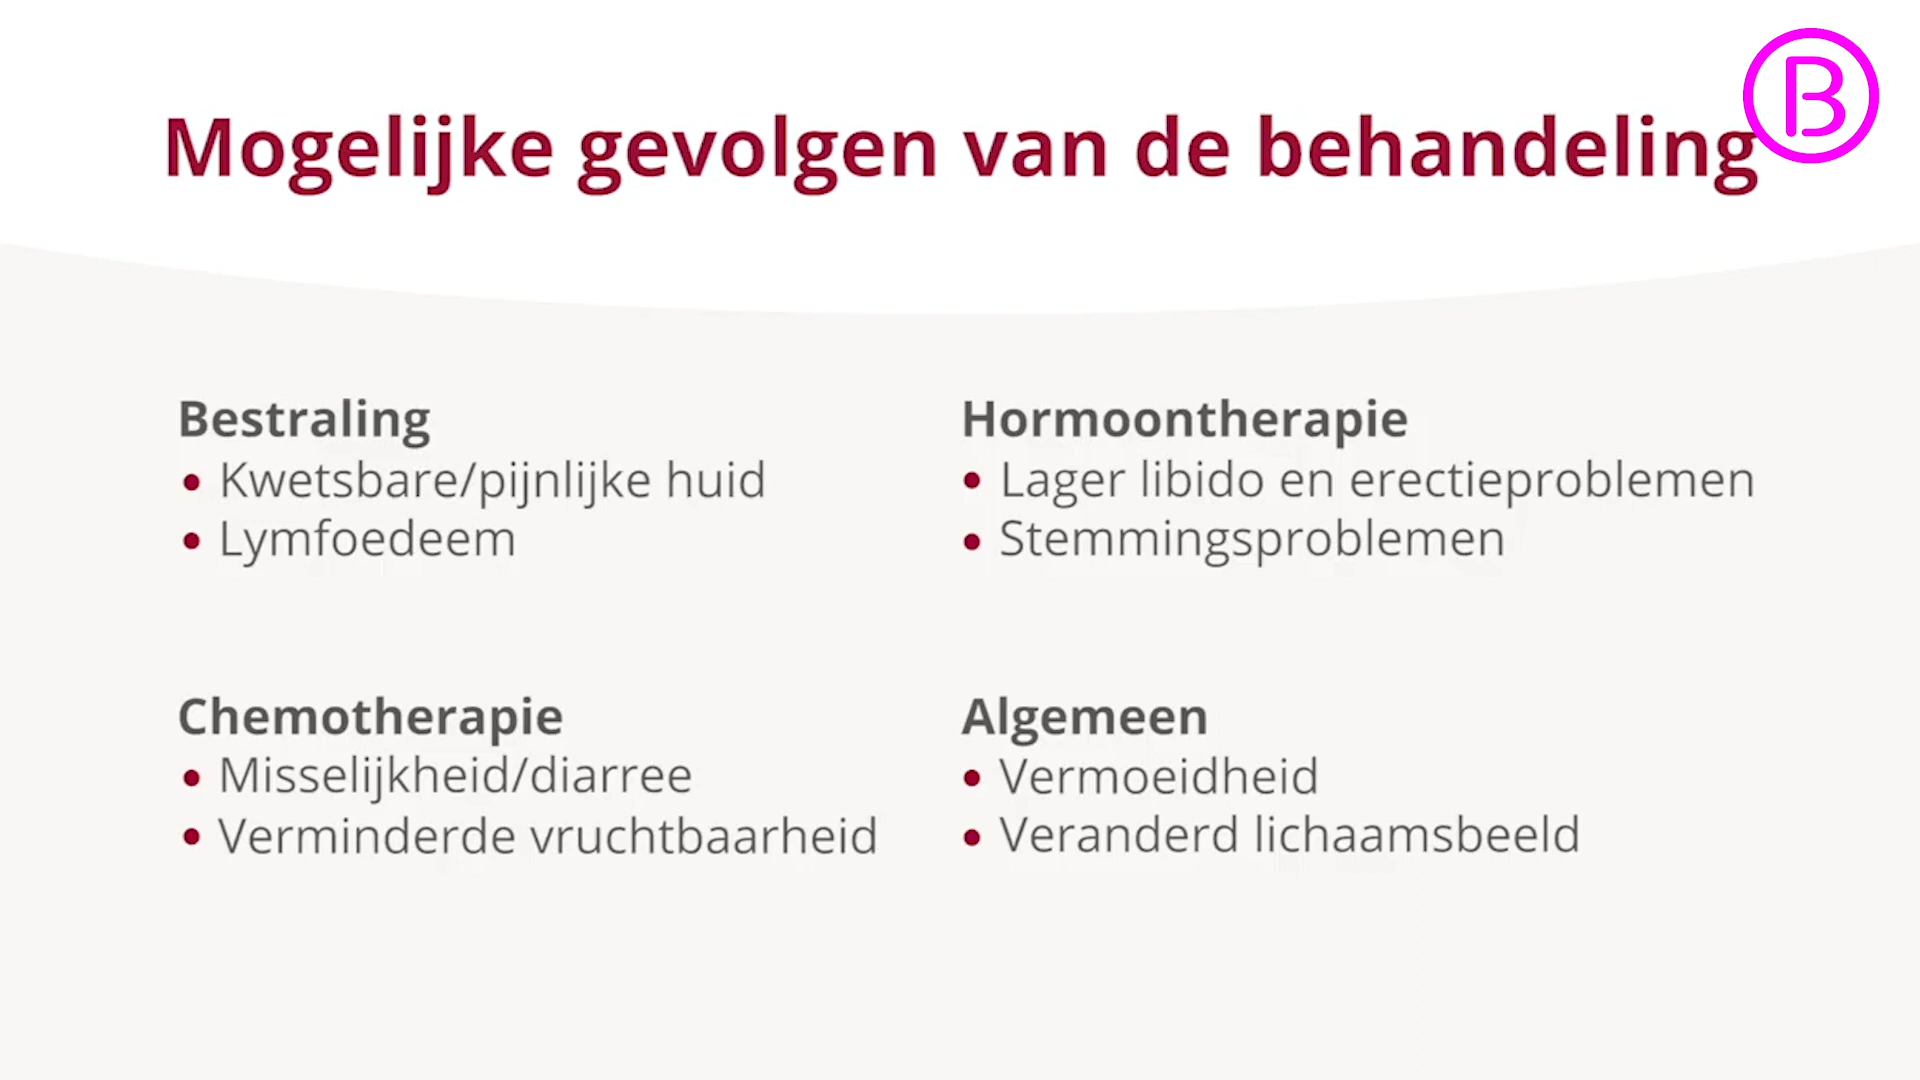 Mogelijke gevolgen van de behandeling
B
Bestraling
• Kwetsbare/pijnlijke huid
• Lymfoedeem
Hormoontherapie
• Lager libido en erectieproblemen
• Stemmingsproblemen
Chemotherapie
• Misselijkheid/diarree
• Verminderde vruchtbaarheid
Algemeen
• Vermoeidheid
• Veranderd lichaamsbeeld